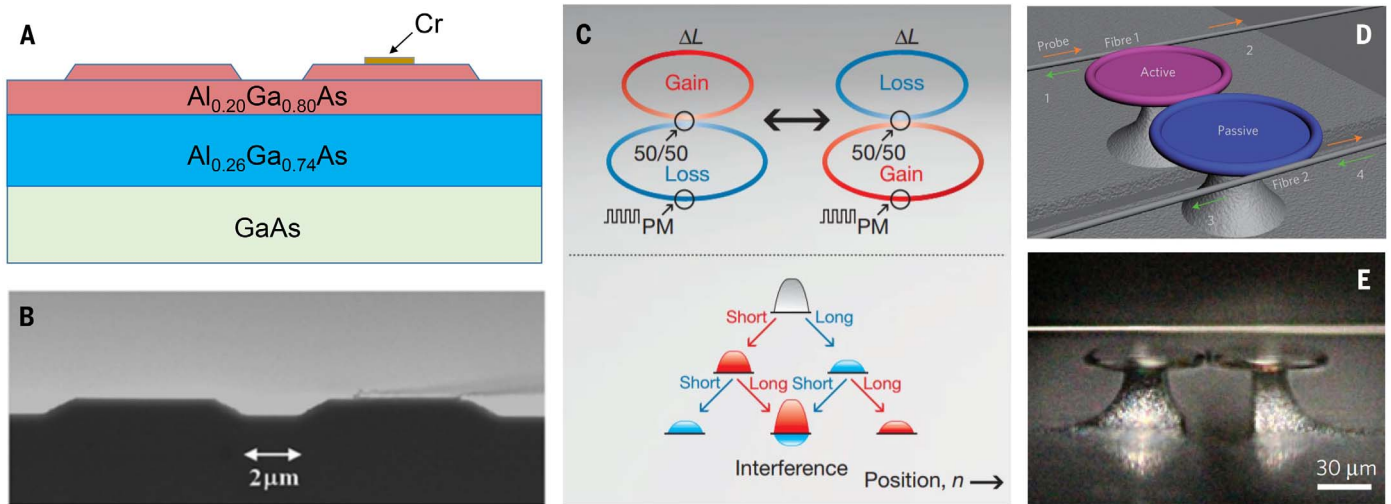 A
Cr
Al0.20Ga0.80As
Al0.26Ga0.74As
GaAs
B
2μm
C
ΔL
ΔL
Gain
Loss
50/50
50/50
Loss
Gain
PM
PM
Short
Long
Short
Long
Short
Long
Interference
Position, n
D
Probe
Fibre 1
2
1
Active
Passive
Fibre 2
4
3
E
30 μm